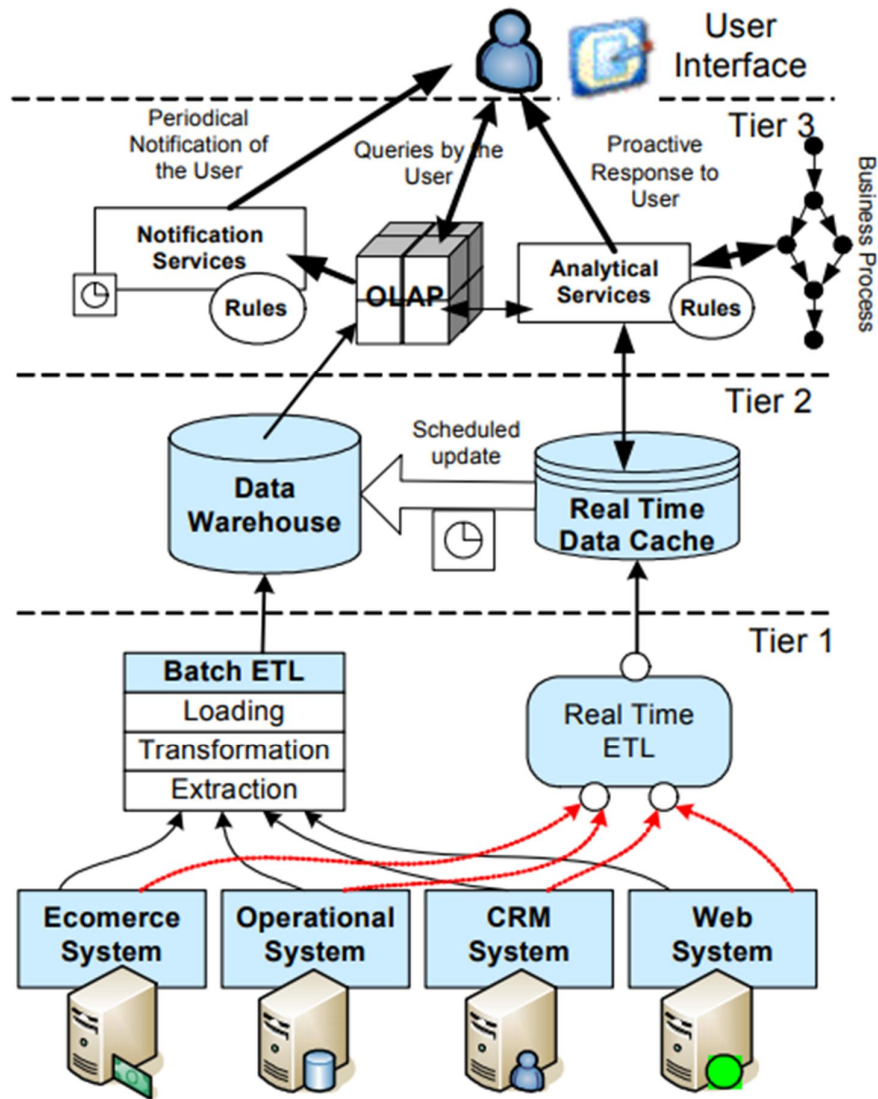 User
Interface
Tier 3
Periodical
Notification of
the User
Queries by the
User
Proactive
Response to
User
Business Process
Notification
Services
Rules
OLAP
Analytical
Services
Rules
Tier 2
Scheduled
update
Data
Warehouse
Real Time
Data Cache
Tier 1
Batch ETL
Loading
Transformation
Extraction
Real Time
ETL
Ecomerce
System
Operational
System
CRM
System
Web
System